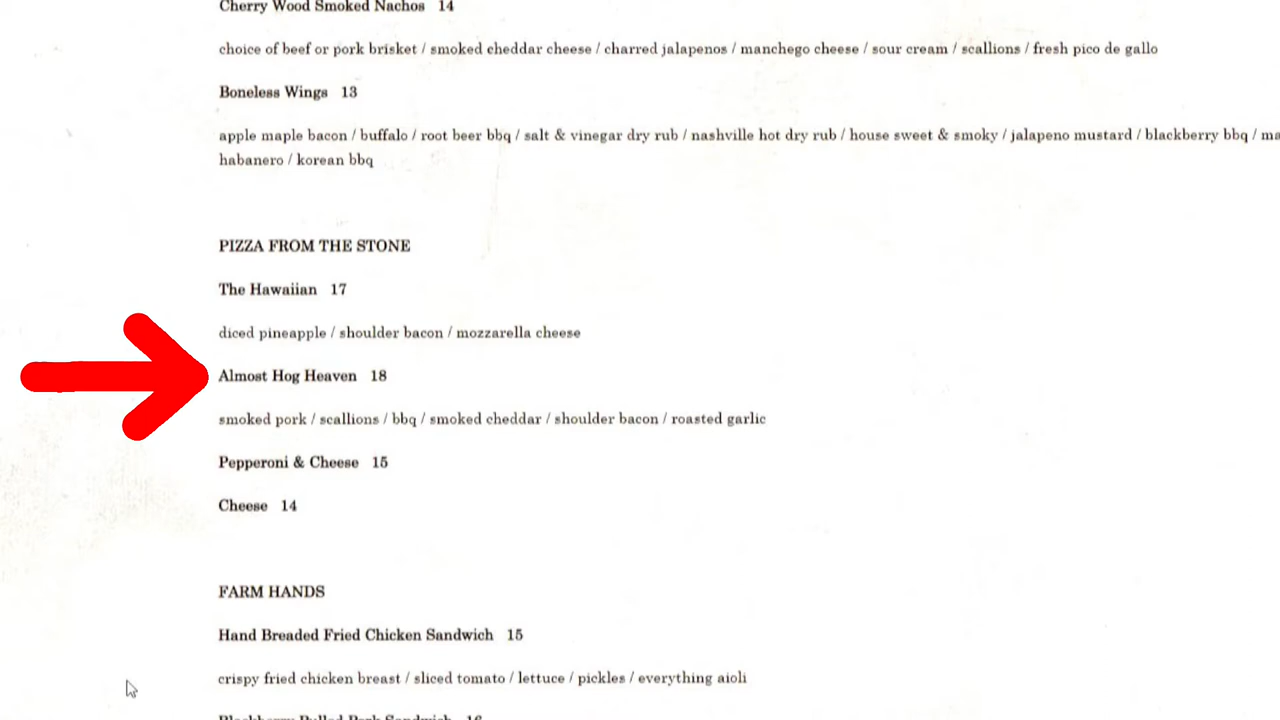 Cherry Wood Smoked Nachos 14
choice of beef or pork brisket / smoked cheddar cheese / charred jalapenos / manchego cheese / sour cream / scallions / fresh pico de gallo
Boneless Wings 13
apple maple bacon / buffalo / root beer bbq / salt & vinegar dry rub / nashville hot dry rub / house sweet & smoky / jalapeno mustard / blackberry bbq /
habanero / korean bbq
PIZZA FROM THE STONE
The Hawaiian 17
diced pineapple / shoulder bacon / mozzarella cheese
Almost Hog Heaven 18
smoked pork / scallions / bbq / smoked cheddar / shoulder bacon / roasted garlic
Pepperoni & Cheese 15
Cheese 14
FARM HANDS
Hand Breaded Fried Chicken Sandwich 15
crispy fried chicken breast / sliced tomato / lettuce / pickles / everything aioli
Blackberry Pulled Pork Sandwich 16